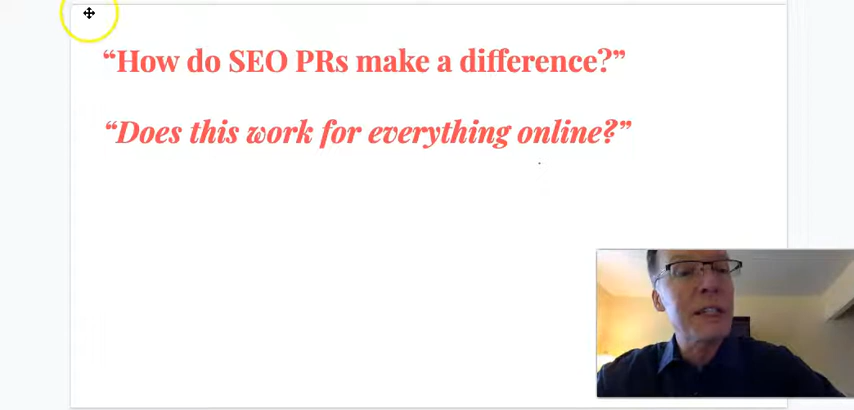 “How do SEO PRs make a difference?”
“Does this work for everything online?”